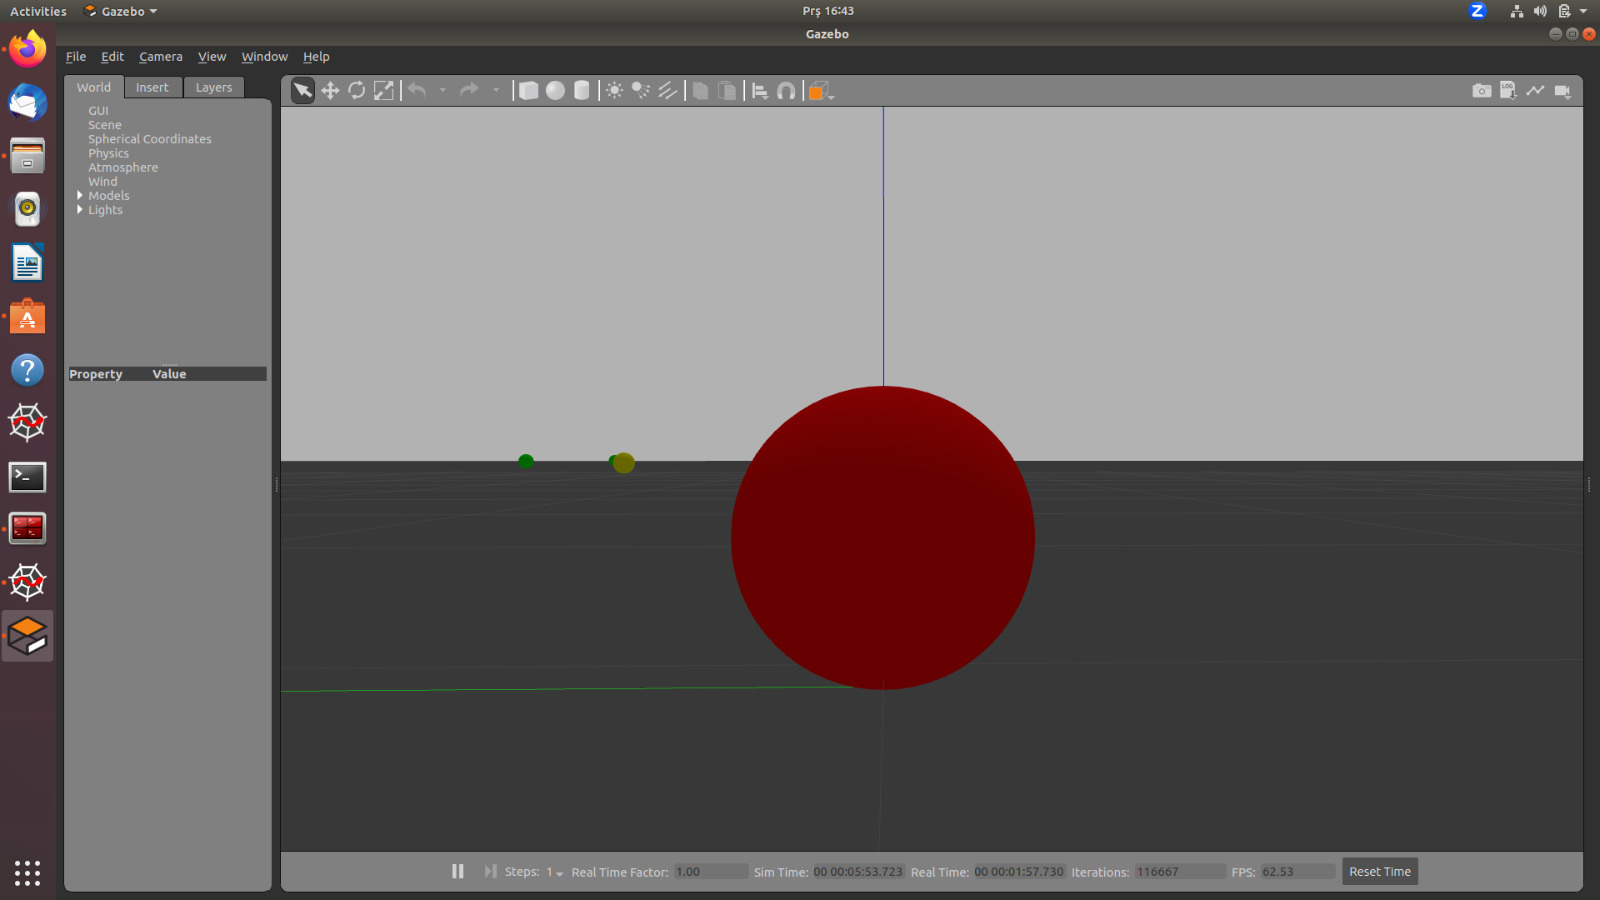 Activities Gazebo Prş 16:43
Gazebo
File Edit Camera View Window Help
World Insert Layers
GUI
Scene
Spherical Coordinates
Physics
Atmosphere
Wind
Models
Lights
Property Value
Steps: 1 Real Time Factor: 1.00 Sim Time: 00 00:05:53.723 Real Time: 00 00:01:57.730 Iterations: 116667 FPS: 62.53 Reset Time